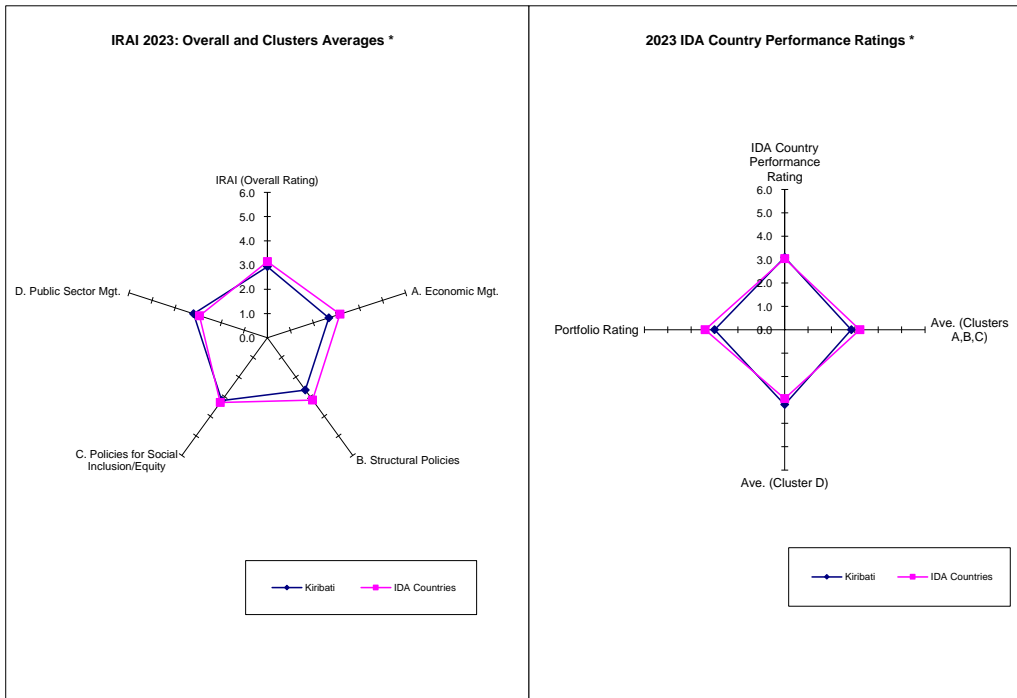 IRAI 2023: Overall and Clusters Averages *
IRAI (Overall Rating)
6.0
5.0
4.0
3.0
2.0
1.0
0.0
A. Economic Mgt.
B. Structural Policies
C. Policies for Social
Inclusion/Equity
D. Public Sector Mgt.
Kiribati
IDA Countries
2023 IDA Country Performance Ratings *
IDA Country
Performance
Rating
6.0
5.0
4.0
3.0
2.0
1.0
0.0
Ave. (Clusters
A,B,C)
Ave. (Cluster D)
Portfolio Rating
Kiribati
IDA Countries